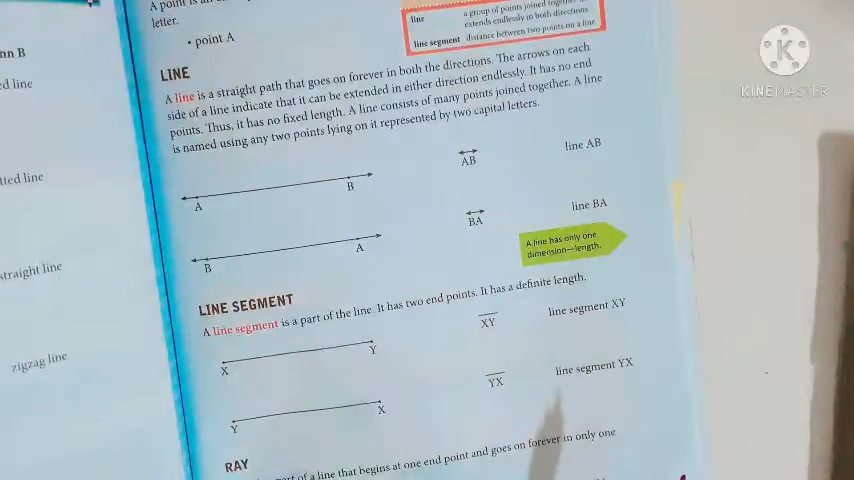 nn B
ed line
tted line
straight line
zigzag line
A point is an
letter.
• point A
line a group of points joined together
extends endlessly in both directions
line segment distance between two points on a line
LINE
A line is a straight path that goes on forever in both the directions. The arrows on each
side of a line indicate that it can be extended in either direction endlessly. It has no end
points. Thus, it has no fixed length. A line consists of many points joined together. A line
is named using any two points lying on it represented by two capital letters.
A B AB line AB
B A BA line BA
A line has only one
dimension—length.
LINE SEGMENT
A line segment is a part of the line. It has two end points. It has a definite length.
X Y XY line segment XY
Y X YX line segment YX
RAY
part of a line that begins at one end point and goes on forever in only one
K
KINEMASTER